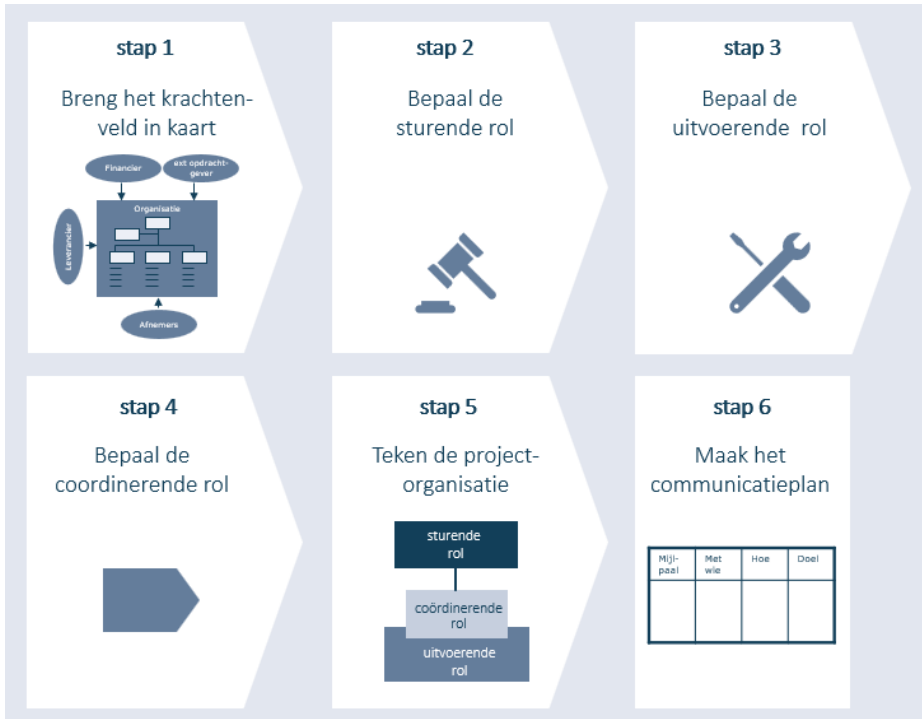 stap 1
Breng het krachten-
veld in kaart
Financier
ext opdracht-
gever
Organisatie
Leverancier
Afnemers
stap 2
Bepaal de
sturende rol
stap 3
Bepaal de
uitvoerende rol
stap 4
Bepaal de
coordinerende rol
stap 5
Teken de project-
organisatie
sturende
rol
coördinerende
rol
uitvoerende
rol
stap 6
Maak het
communicatieplan
Mijl-
paal
Met
wie
Hoe
Doel